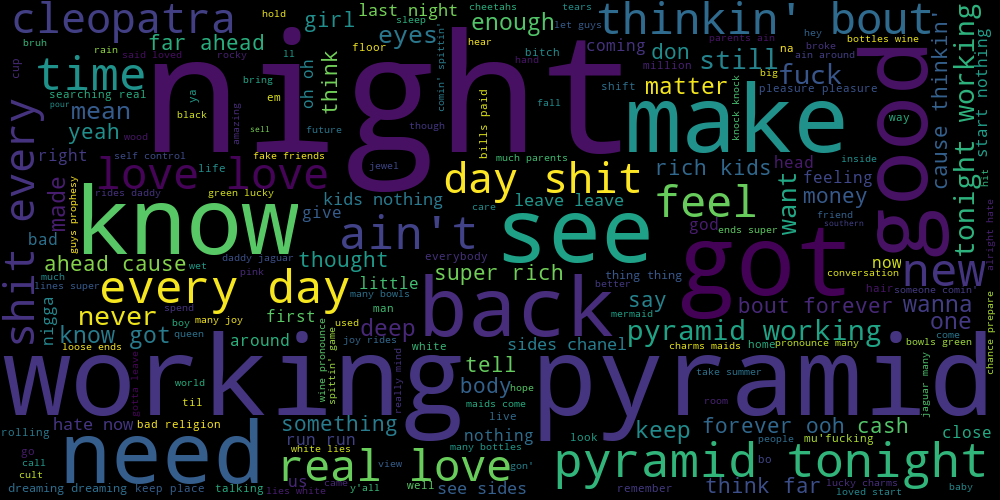 cleopatra
hold
girl
last night
sleep
cheetahs
tears
let guys
enough
thinkin' bout
bruh
rain
far ahead
said loved
rocky
floor
ll
eyes
hear
bitch
coming
don
still
hey
na
broke
parents ain
ain around
bottles wine
cup
time
searching real
mean
pour
yeah
ya
black
wood
amazing
night
bring
em
sell
future
oh oh
think
though
comin' spittin'
bills paid
hand
million
fall
shift
make
matter
knock knock
big
fuck
pleasure pleasure
way
good
cause thinkin'
tonight working
hit start nothing
shit every
right
self control
fake friends
love love
life
rides daddy
green lucky
jewel
much parents
day shit
rich kids
head
inside
feeling
made
guys prophesy
know
kids nothing
give
care
leave leave
feel
want
money
god
ends super
friend
southern
bad
ain't
see
got
ahead cause
wet
daddy jaguar
thought
everybody
much
lines super
pink
super rich
thing thing
better
now
conversation
new
alright hate
every day
little
hair
someone comin'
never
many bowls
spend
man
back
say
mermaid
bout forever
wanna
one
come
nigga
know got
boy
many joy
first
used
deep
queen
around
joy rides
white
sides chanel
pyramid working
home
pronounce many
charms maids
bowls green
chance prepare
loose ends
working
gotta leave
world
til
wine pronounce
spittin' game
really mind
tell
body
hope
maids come
live
take summer
room
pyramid
jaguar many
rolling
hate now
bad religion
something
run run
nothing
look
keep
forever ooh
cash
close
go
call
cult
need
white lies
many bottles
people
mu'fucking
real love
us
came
view
gon'
pyramid tonight
bo
lucky charms
dreaming
dreaming keep place
talking
lies white
y'all
well
see sides
remember
think far
loved start
baby